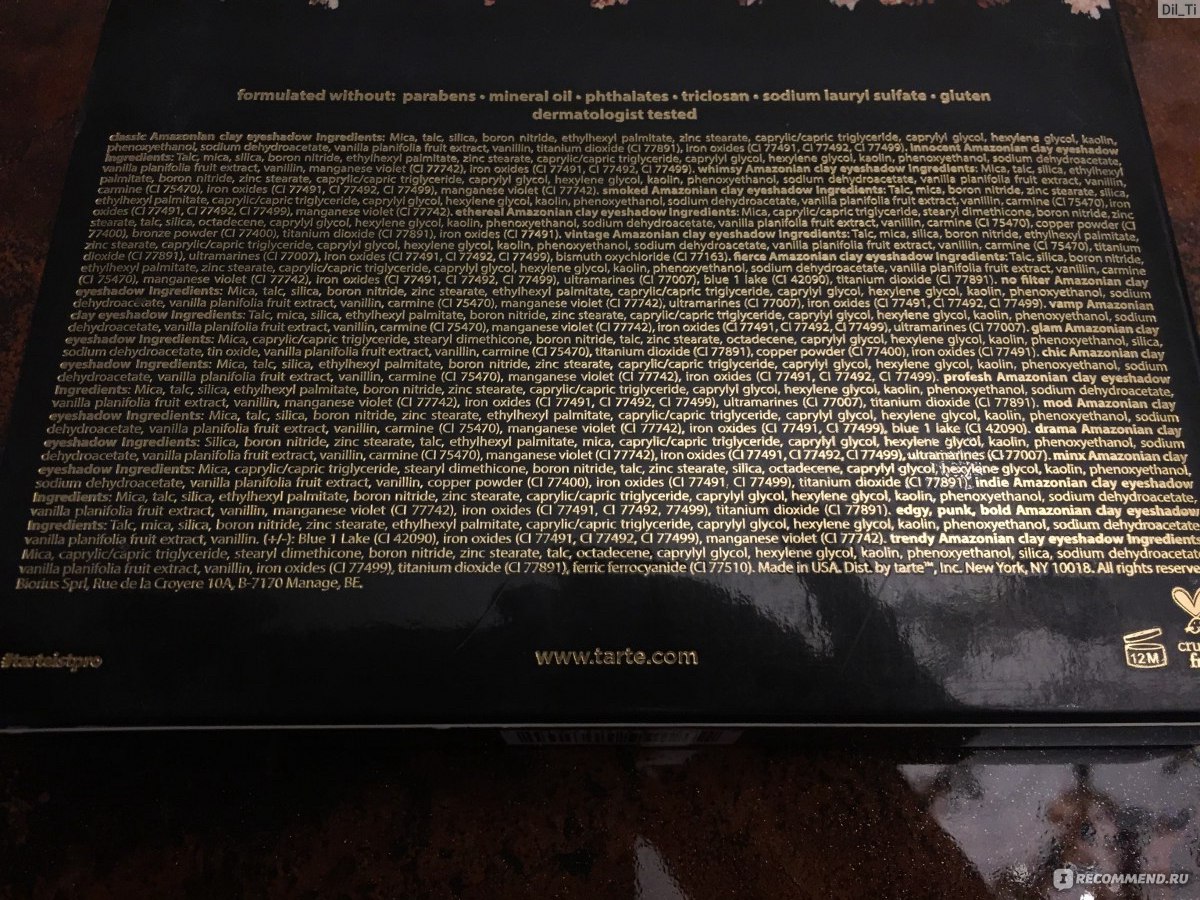 Dil_Ti
formulated without: parabens • mineral oil • phthalates • triclosan • sodium lauryl sulfate • gluten
dermatologist tested
classic Amazonian clay eyeshadow Ingredients: Mica, talc, silica, boron nitride, ethylhexyl palmitate, zinc stearate, caprylic/capric triglyceride, caprylyl glycol, hexylene glycol, kaolin,
phenoxyethanol, sodium dehydroacetate, vanilla planifolia fruit extract, vanillin, titanium dioxide (CI 77891), iron oxides (CI 77491, CI 77492, CI 77499). innocent Amazonian clay eyeshadow
Ingredients: Talc, mica, silica, boron nitride, ethylhexyl palmitate, zinc stearate, caprylic/capric triglyceride, caprylyl glycol, hexylene glycol, kaolin, phenoxyethanol, sodium dehydroacetate,
vanilla planifolia fruit extract, vanillin, manganese violet (CI 77742), iron oxides (CI 77491, CI 77492, CI 77499). whimsy Amazonian clay eyeshadow Ingredients: Mica, talc, silica, ethylhexyl
palmitate, boron nitride, zinc stearate, caprylic/capric triglyceride, caprylyl glycol, hexylene glycol, kaolin, phenoxyethanol, sodium dehydroacetate, vanilla planifolia fruit extract, vanillin,
carmine (CI 75470), iron oxides (CI 77491, CI 77492, CI 77499), manganese violet (CI 77742). smoked Amazonian clay eyeshadow Ingredients: Talc, mica, boron nitride, zinc stearate, silica,
ethylhexyl palmitate, caprylic/capric triglyceride, caprylyl glycol, hexylene glycol, kaolin, phenoxyethanol, sodium dehydroacetate, vanilla planifolia fruit extract, vanillin, carmine (CI 75470), iron
oxides (CI 77491, CI 77492, CI 77499), manganese violet (CI 77742). ethereal Amazonian clay eyeshadow Ingredients: Mica, caprylic/capric triglyceride, stearyl dimethicone, boron nitride, zinc
stearate, talc, silica, octadecene, caprylyl glycol, hexylene glycol, kaolin, phenoxyethanol, sodium dehydroacetate, vanilla planifolia fruit extract, vanillin, carmine (CI 75470), copper powder (CI
77400), bronze powder (CI 77400), titanium dioxide (CI 77891), iron oxides (CI 77491). vintage Amazonian clay eyeshadow Ingredients: Talc, mica, silica, boron nitride, ethylhexyl palmitate,
zinc stearate, caprylic/capric triglyceride, caprylyl glycol, hexylene glycol, kaolin, phenoxyethanol, sodium dehydroacetate, vanilla planifolia fruit extract, vanillin, carmine (CI 75470), titanium
dioxide (CI 77891), ultramarines (CI 77007), iron oxides (CI 77491, CI 77492, CI 77499), bismuth oxychloride (CI 77163). fierce Amazonian clay eyeshadow Ingredients: Talc, silica, boron nitride,
ethylhexyl palmitate, zinc stearate, caprylic/capric triglyceride, caprylyl glycol, hexylene glycol, kaolin, phenoxyethanol, sodium dehydroacetate, vanilla planifolia fruit extract, vanillin, carmine
(CI 75470), manganese violet (CI 77742), iron oxides (CI 77491, CI 77492, CI 77499), ultramarines (CI 77007), blue 1 lake (CI 42090), titanium dioxide (CI 77891). no filter Amazonian clay
eyeshadow Ingredients: Mica, talc, silica, boron nitride, zinc stearate, ethylhexyl palmitate, caprylic/capric triglyceride, caprylyl glycol, hexylene glycol, kaolin, phenoxyethanol, sodium
dehydroacetate, vanilla planifolia fruit extract, vanillin, carmine (CI 75470), manganese violet (CI 77742), ultramarines (CI 77007), iron oxides (CI 77491, CI 77492, CI 77499). vamp Amazonian
clay eyeshadow Ingredients: Talc, mica, silica, ethylhexyl palmitate, boron nitride, zinc stearate, caprylic/capric triglyceride, caprylyl glycol, hexylene glycol, kaolin, phenoxyethanol, sodium
dehydroacetate, vanilla planifolia fruit extract, vanillin, carmine (CI 75470), manganese violet (CI 77742), iron oxides (CI 77491, CI 77492, CI 77499), ultramarines (CI 77007). glam Amazonian clay
eyeshadow Ingredients: Mica, caprylic/capric triglyceride, stearyl dimethicone, boron nitride, talc, zinc stearate, octadecene, caprylyl glycol, hexylene glycol, kaolin, phenoxyethanol, silica,
sodium dehydroacetate, tin oxide, vanilla planifolia fruit extract, vanillin, carmine (CI 75470), titanium dioxide (CI 77891), copper powder (CI 77400), iron oxides (CI 77491). chic Amazonian clay
eyeshadow Ingredients: Mica, talc, silica, ethylhexyl palmitate, boron nitride, zinc stearate, caprylic/capric triglyceride, caprylyl glycol, hexylene glycol, kaolin, phenoxyethanol, sodium
dehydroacetate, vanilla planifolia fruit extract, vanillin, carmine (CI 75470), manganese violet (CI 77742), iron oxides (CI 77491, CI 77492, CI 77499). profesh Amazonian clay eyeshadow
Ingredients: Mica, talc, silica, ethylhexyl palmitate, boron nitride, zinc stearate, caprylic/capric triglyceride, caprylyl glycol, hexylene glycol, kaolin, phenoxyethanol, sodium dehydroacetate,
vanilla planifolia fruit extract, vanillin, manganese violet (CI 77742), iron oxides (CI 77491, CI 77492, CI 77499), ultramarines (CI 77007), titanium dioxide (CI 77891). mod Amazonian clay
eyeshadow Ingredients: Mica, talc, silica, boron nitride, zinc stearate, ethylhexyl palmitate, caprylic/capric triglyceride, caprylyl glycol, hexylene glycol, kaolin, phenoxyethanol, sodium
dehydroacetate, vanilla planifolia fruit extract, vanillin, carmine (CI 75470), manganese violet (CI 77742), iron oxides (CI 77491, CI 77499), blue 1 lake (CI 42090). drama Amazonian clay
eyeshadow Ingredients: Silica, boron nitride, zinc stearate, talc, ethylhexyl palmitate, mica, caprylic/capric triglyceride, caprylyl glycol, hexylene glycol, kaolin, phenoxyethanol, sodium
dehydroacetate, vanilla planifolia fruit extract, vanillin, carmine (CI 75470), manganese violet (CI 77742), iron oxides (CI 77491, CI 77492, CI 77499), ultramarines (CI 77007). minx Amazonian clay
eyeshadow Ingredients: Mica, caprylic/capric triglyceride, stearyl dimethicone, boron nitride, talc, zinc stearate, silica, octadecene, caprylyl glycol, hexylene glycol, kaolin, phenoxyethanol,
sodium dehydroacetate, vanilla planifolia fruit extract, vanillin, copper powder (CI 77400), iron oxides (CI 77491, CI 77499), titanium dioxide (CI 77891). indie Amazonian clay eyeshadow
Ingredients: Mica, talc, silica, ethylhexyl palmitate, boron nitride, zinc stearate, caprylic/capric triglyceride, caprylyl glycol, hexylene glycol, kaolin, phenoxyethanol, sodium dehydroacetate,
vanilla planifolia fruit extract, vanillin, manganese violet (CI 77742), iron oxides (CI 77491, CI 77492, 77499), titanium dioxide (CI 77891). edgy, punk, bold Amazonian clay eyeshadow
Ingredients: Talc, mica, silica, boron nitride, zinc stearate, ethylhexyl palmitate, caprylic/capric triglyceride, caprylyl glycol, hexylene glycol, kaolin, phenoxyethanol, sodium dehydroacetate
vanilla planifolia fruit extract, vanillin. (+/-): Blue 1 Lake (CI 42090), iron oxides (CI 77491, CI 77492, CI 77499), manganese violet (CI 77742). trendy Amazonian clay eyeshadow Ingredients
Mica, caprylic/capric triglyceride, stearyl dimethicone, boron nitride, zinc stearate, talc, octadecene, caprylyl glycol, hexylene glycol, kaolin, phenoxyethanol, silica, sodium dehydroacetate
vanilla planifolia fruit extract, vanillin, iron oxides (CI 77499), titanium dioxide (CI 77891), ferric ferrocyanide (CI 77510). Made in USA. Dist. by tarte™, Inc. New York, NY 10018. All rights reserve
Biorius Sprl, Rue de la Croyere 10A, B-7170 Manage, BE.
#tarteistpro
www.tarte.com
12M
cru
f
RECOMMEND.RU